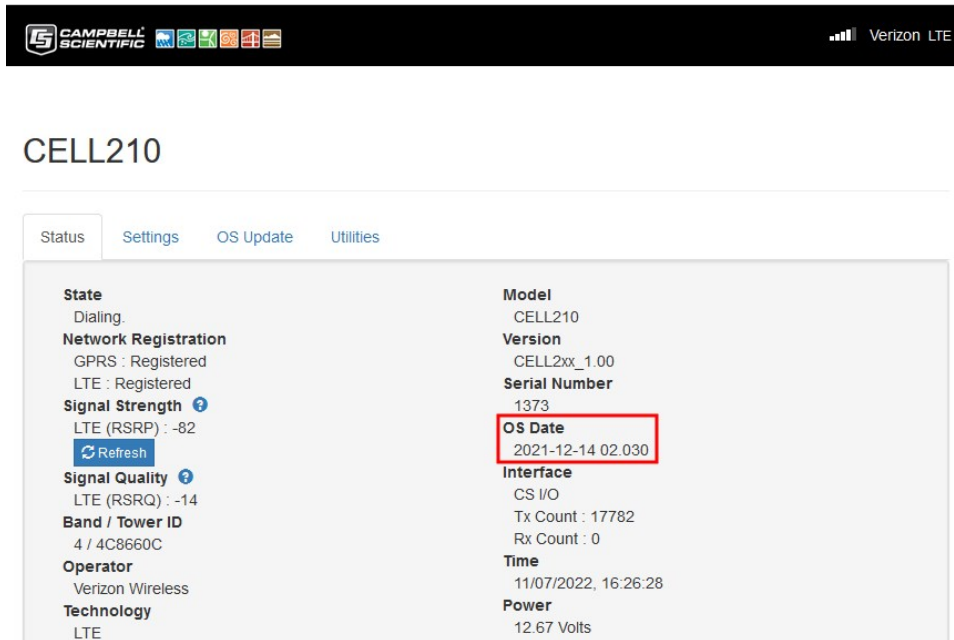 CAMPBELL
SCIENTIFIC
Verizon LTE
CELL210
Status Settings OS Update Utilities
State
Dialing.
Network Registration
GPRS : Registered
LTE : Registered
Signal Strength ?
LTE (RSRP) : -82
Refresh
Signal Quality ?
LTE (RSRQ) : -14
Band / Tower ID
4 / 4C8660C
Operator
Verizon Wireless
Technology
LTE
Model
CELL210
Version
CELL2xx_1.00
Serial Number
1373
OS Date
2021-12-14 02.030
Interface
CS I/O
Tx Count : 17782
Rx Count : 0
Time
11/07/2022, 16:26:28
Power
12.67 Volts